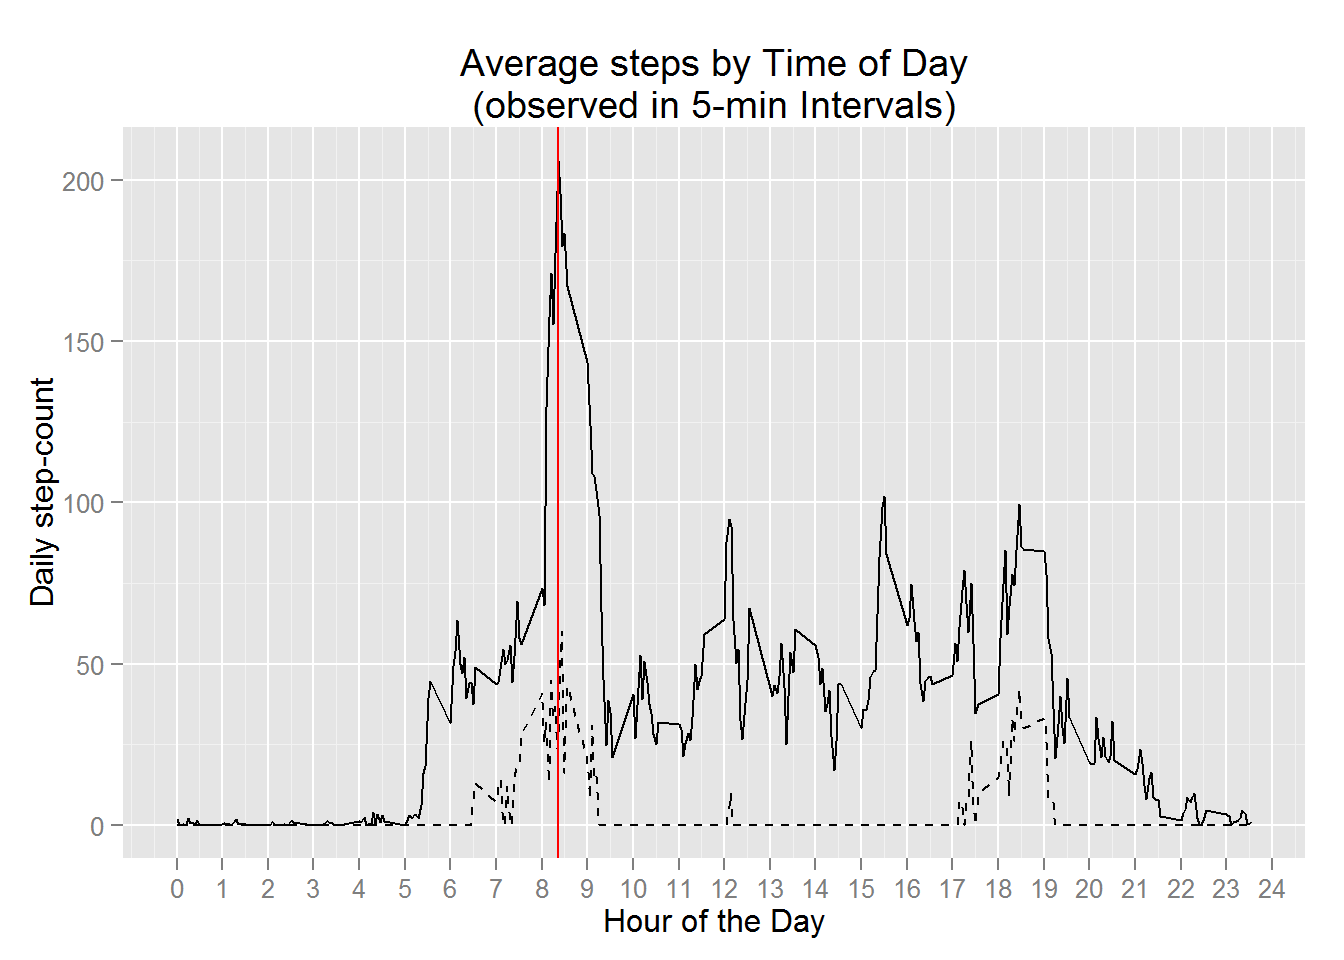 Average steps by Time of Day
(observed in 5-min Intervals)
200
150
100
50
0
Daily step-count
0 1 2 3 4 5 6 7 8 9 10 11 12 13 14 15 16 17 18 19 20 21 22 23 24
Hour of the Day